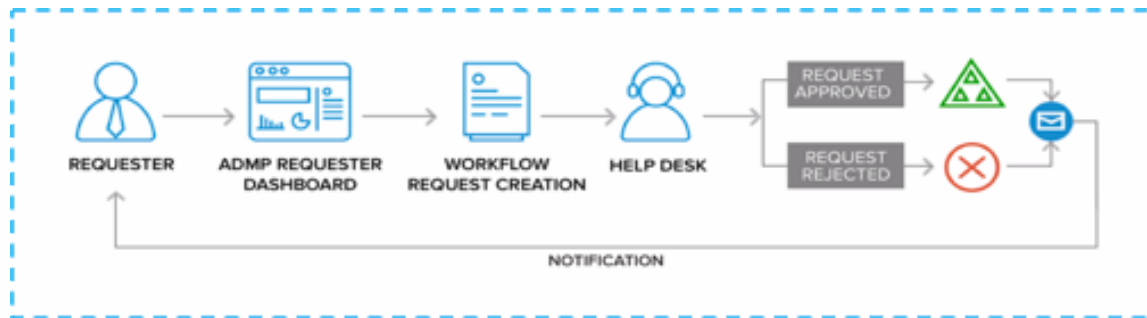 REQUESTER
ADMP REQUESTER
DASHBOARD
WORKFLOW
REQUEST CREATION
HELP DESK
REQUEST
APPROVED
REQUEST
REJECTED
NOTIFICATION